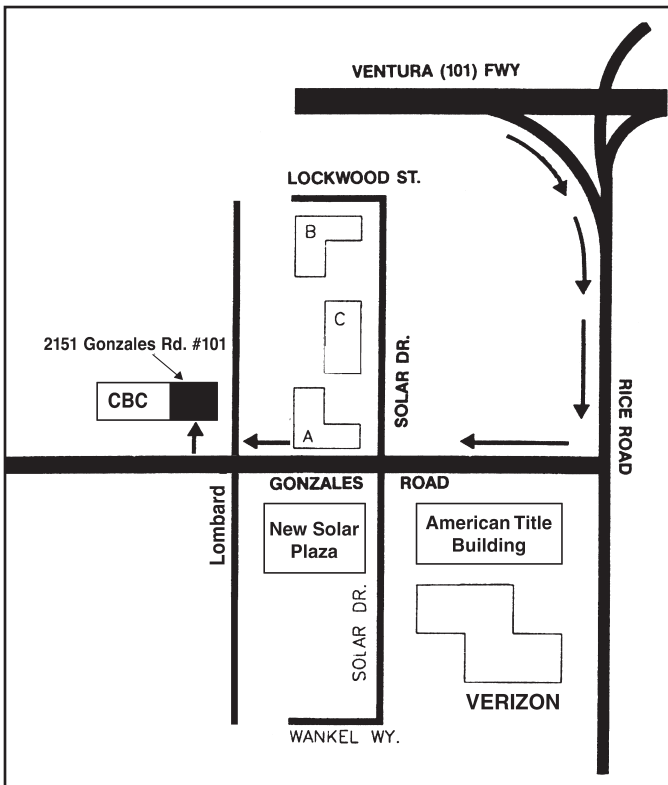 VENTURA (101) FWY
LOCKWOOD ST.
B
C
2151 Gonzales Rd. #101
SOLAR DR.
CBC
RICE ROAD
A
GONZALES ROAD
Lombard
New Solar
Plaza
American Title
Building
SOLAR DR.
VERIZON
WANKEL WY.